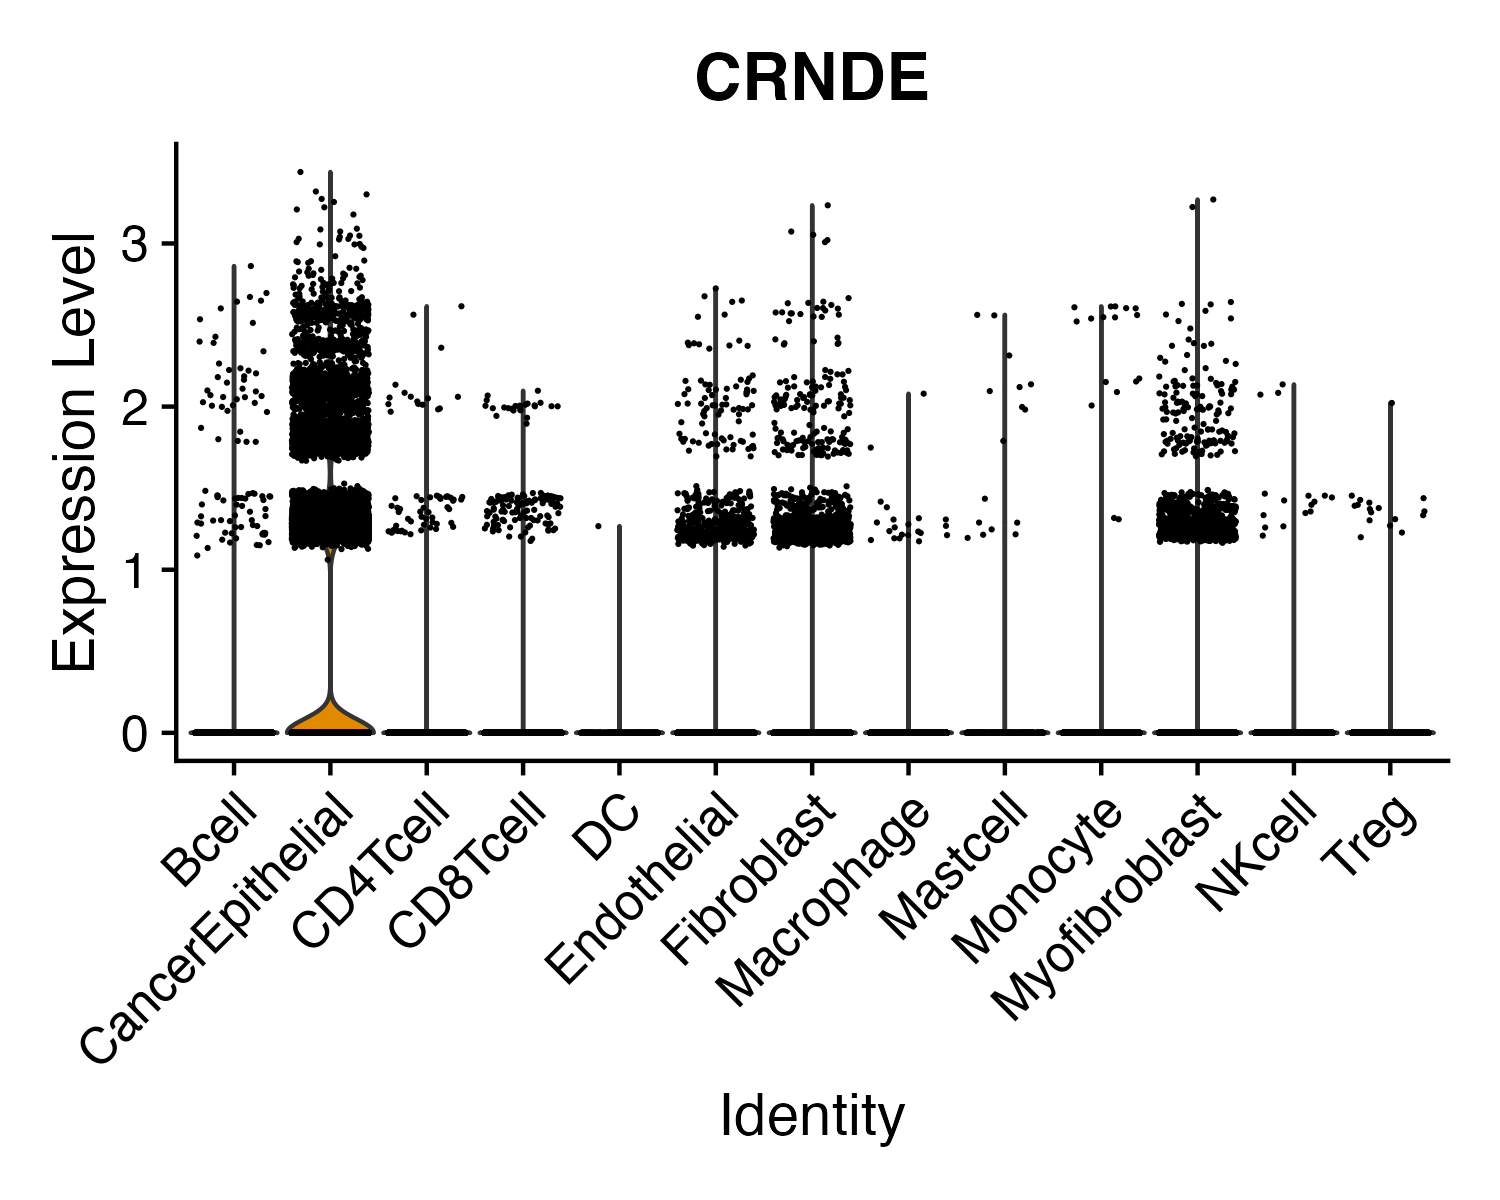 CRNDE
Expression Level
3
2
1
0
Bcell
CancerEpithelial
CD4Tcell
CD8Tcell
DC
Endothelial
Fibroblast
Macrophage
Mastcell
Monocyte
Myofibroblast
NKcell
Treg
Identity